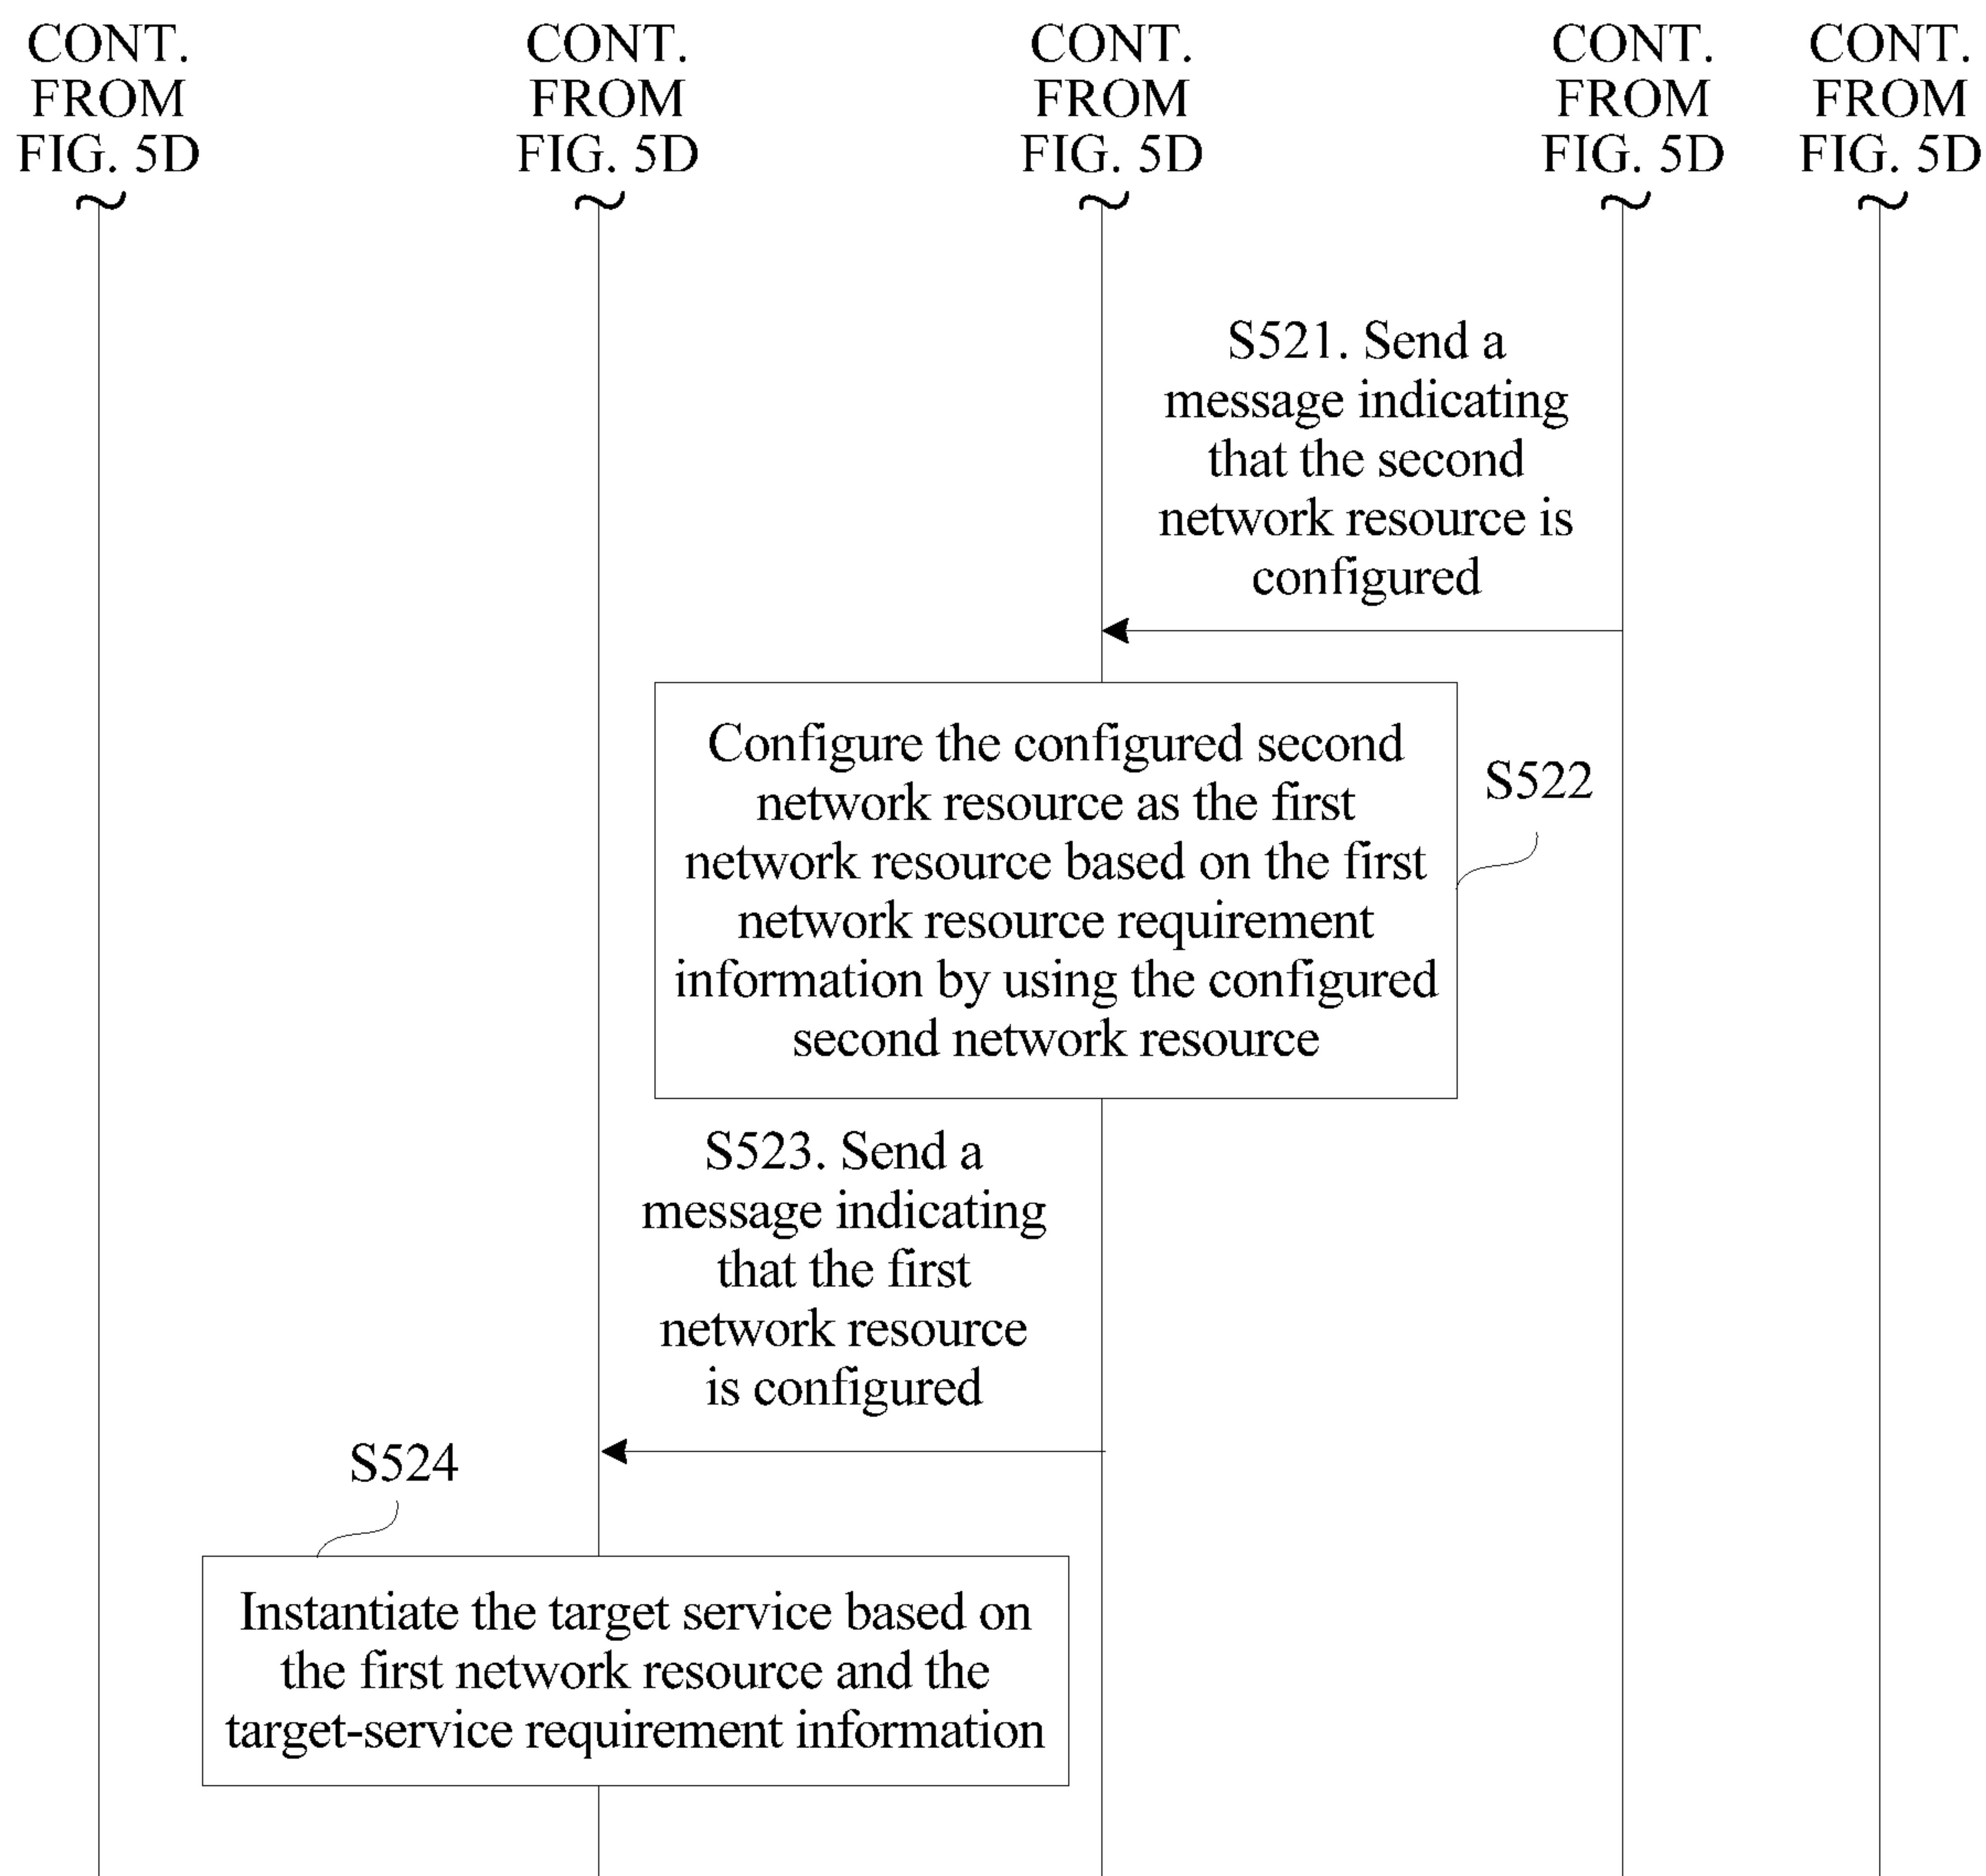 CONT.
FROM
FIG. 5D
CONT.
FROM
FIG. 5D
CONT.
FROM
FIG. 5D
CONT.
FROM
FIG. 5D
CONT.
FROM
FIG. 5D
S521. Send a
message indicating
that the second
network resource is
configured
Configure the configured second
network resource as the first
network resource based on the first
network resource requirement
information by using the configured
second network resource
S522
S523. Send a
message indicating
that the first
network resource
is configured
S524
Instantiate the target service based on
the first network resource and the
target-service requirement information